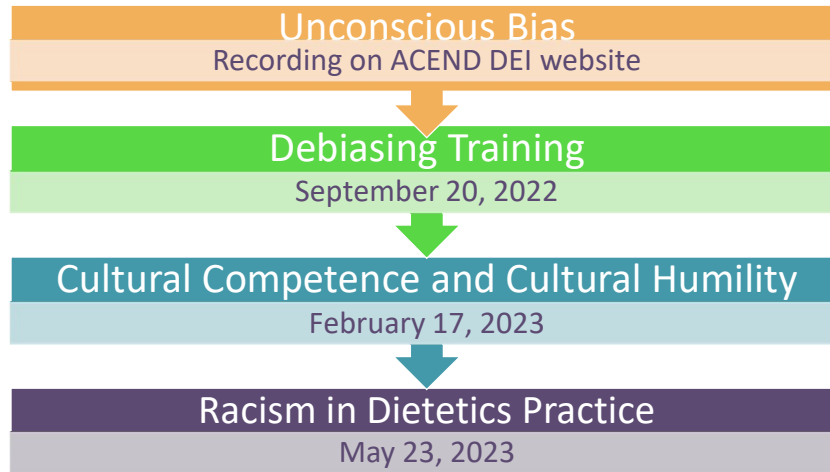 Unconscious Bias
Recording on ACEND DEI website
Debiasing Training
September 20, 2022
Cultural Competence and Cultural Humility
February 17, 2023
Racism in Dietetics Practice
May 23, 2023